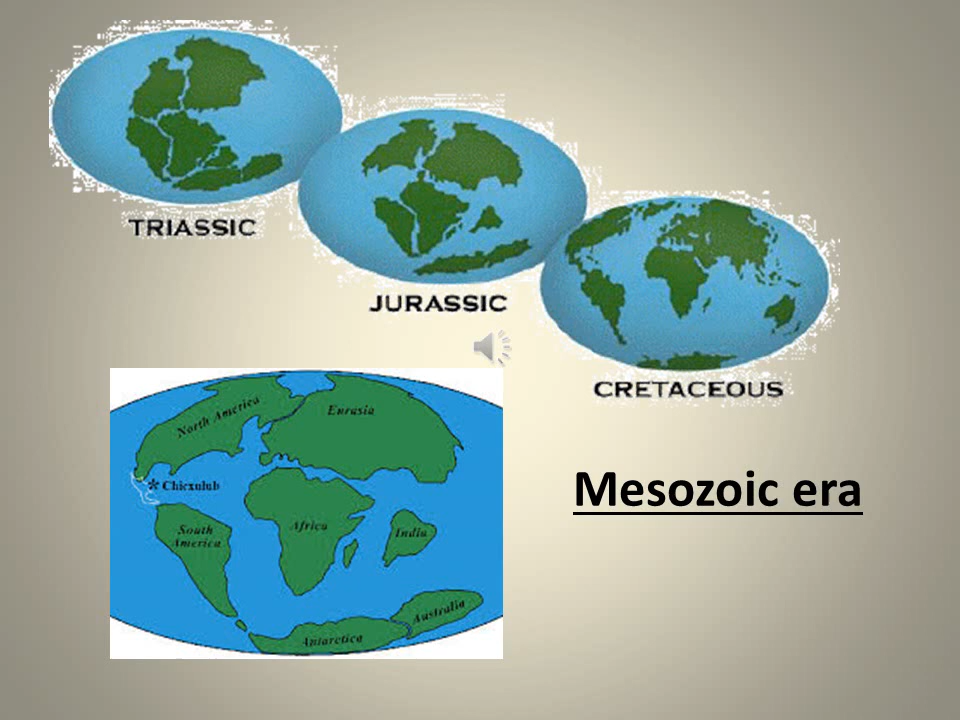 TRIASSIC
JURASSIC
CRETACEOUS
North America
Eurasia
Chicxulub
South
America
Africa
India
Australia
Antarctica
Mesozoic era